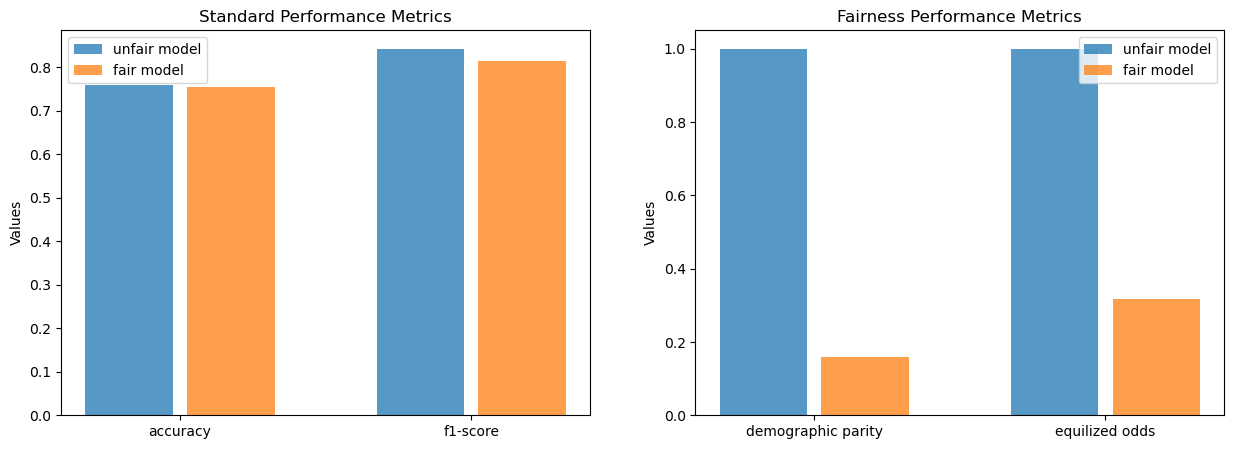 Standard Performance Metrics
unfair model
fair model
Values
0.8
0.7
0.6
0.5
0.4
0.3
0.2
0.1
0.0
accuracy
f1-score
Fairness Performance Metrics
unfair model
fair model
Values
1.0
0.8
0.6
0.4
0.2
0.0
demographic parity
equilized odds